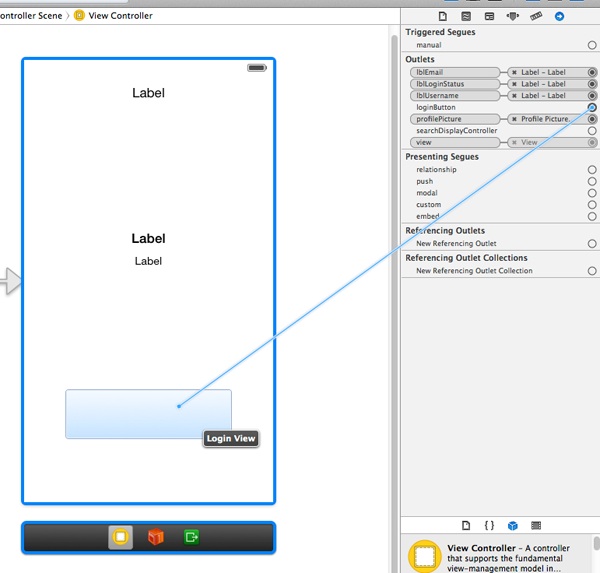 ontroller Scene
View Controller
Label
Label
Label
Login View
Triggered Segues
manual
Outlets
lblEmail Label - Label
lblLoginStatus Label - Label
lblUsername Label - Label
loginButton
profilePicture Profile Picture...
searchDisplayController
view View
Presenting Segues
relationship
push
modal
custom
embed
Referencing Outlets
New Referencing Outlet
Referencing Outlet Collections
New Referencing Outlet Collection
{ }
View Controller - A controller
that supports the fundamental
view-management model in...